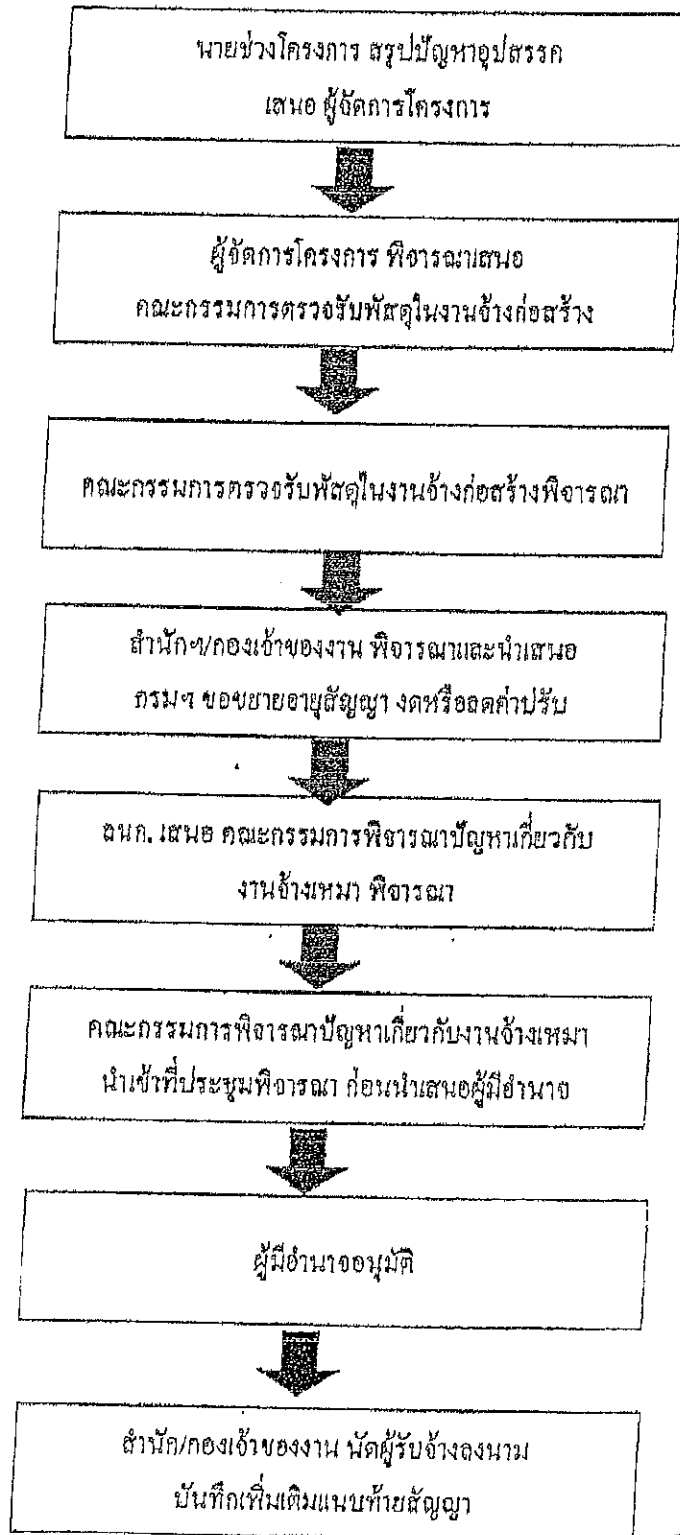 นายช่วงโครงการ สรุปปัญหาอุปสรรค
เสนอ ผู้จัดการโครงการ
ผู้จัดการโครงการ พิจารณาเสนอ
คณะกรรมการตรวจรับพัสดุในงานจ้างก่อสร้าง
คณะกรรมการตรวจรับพัสดุในงานจ้างก่อสร้างพิจารณา
สำนักฯ/กองเจ้าของงาน พิจารณาและนำเสนอ
กรมฯ ขอขยายอายุสัญญา งดหรือลดค่าปรับ
ลนก. เสนอ คณะกรรมการพิจารณาปัญหาเกี่ยวกับ
งานจ้างเหมา พิจารณา
คณะกรรมการพิจารณาปัญหาเกี่ยวกับงานจ้างเหมา
นำเข้าที่ประชุมพิจารณา ก่อนนำเสนอผู้มีอำนาจ
ผู้มีอำนาจอนุมัติ
สำนัก/กองเจ้าของงาน นัดผู้รับจ้างลงนาม
บันทึกเพิ่มเติมแนบท้ายสัญญา